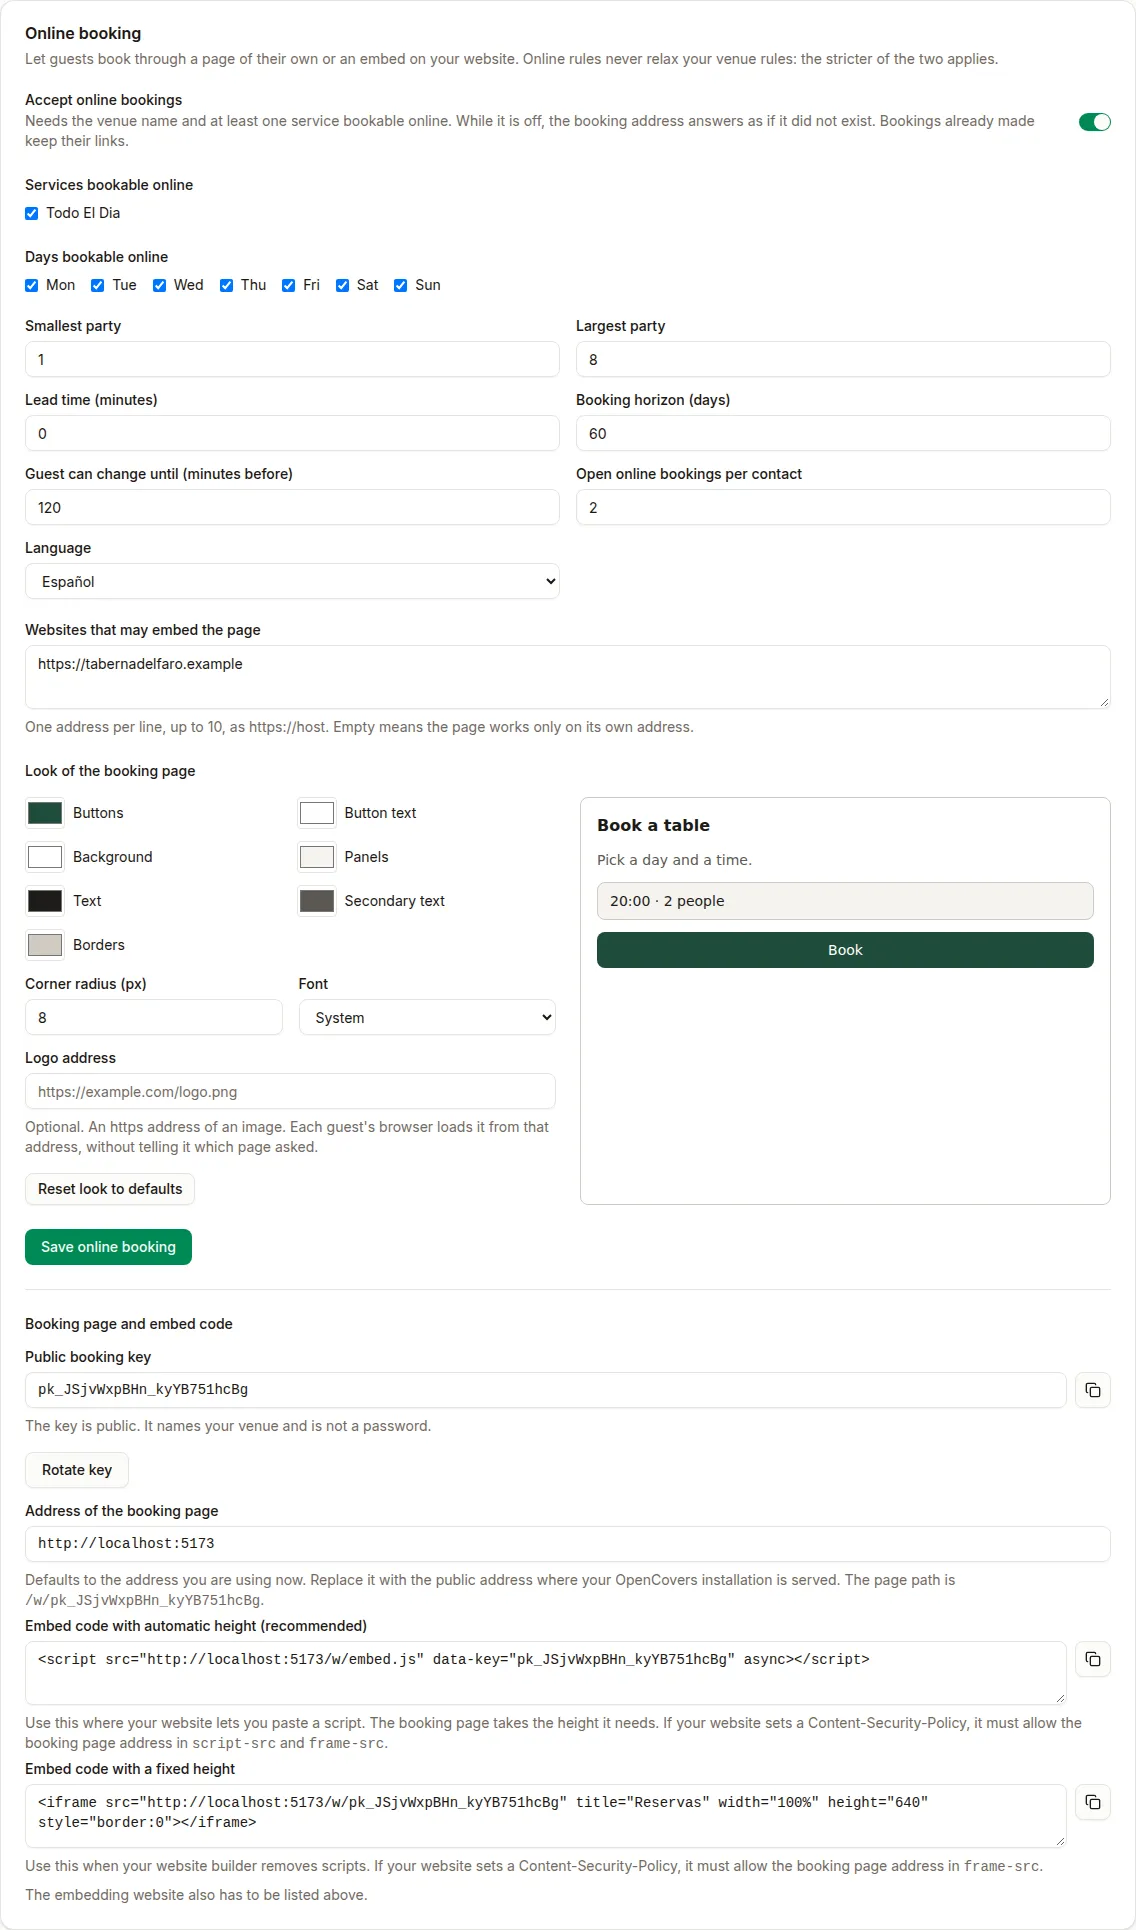 Online booking
Let guests book through a page of their own or an embed on your website. Online rules never relax your venue rules: the stricter of the two applies.
Accept online bookings
Needs the venue name and at least one service bookable online. While it is off, the booking address answers as if it did not exist. Bookings already made
keep their links.
Services bookable online
Todo El Dia
Days bookable online
Mon Tue Wed Thu Fri Sat Sun
Smallest party
1
Largest party
8
Lead time (minutes)
0
Booking horizon (days)
60
Guest can change until (minutes before)
120
Open online bookings per contact
2
Language
Español
Websites that may embed the page
https://tabernadelfaro.example
One address per line, up to 10, as https://host. Empty means the page works only on its own address.
Look of the booking page
Buttons
Button text
Background
Panels
Text
Secondary text
Borders
Corner radius (px)
8
Font
System
Logo address
https://example.com/logo.png
Optional. An https address of an image. Each guest's browser loads it from that
address, without telling it which page asked.
Reset look to defaults
Book a table
Pick a day and a time.
20:00 · 2 people
Book
Save online booking
Booking page and embed code
Public booking key
pk_JSjvWxpBHn_kyYB751hcBg
The key is public. It names your venue and is not a password.
Rotate key
Address of the booking page
http://localhost:5173
Defaults to the address you are using now. Replace it with the public address where your OpenCovers installation is served. The page path is
/w/pk_JSjvWxpBHn_kyYB751hcBg.
Embed code with automatic height (recommended)
<script src="http://localhost:5173/w/embed.js" data-key="pk_JSjvWxpBHn_kyYB751hcBg" async></script>
Use this where your website lets you paste a script. The booking page takes the height it needs. If your website sets a Content-Security-Policy, it must allow the
booking page address in script-src and frame-src.
Embed code with a fixed height
<iframe src="http://localhost:5173/w/pk_JSjvWxpBHn_kyYB751hcBg" title="Reservas" width="100%" height="640"
style="border:0"></iframe>
Use this when your website builder removes scripts. If your website sets a Content-Security-Policy, it must allow the booking page address in frame-src.
The embedding website also has to be listed above.